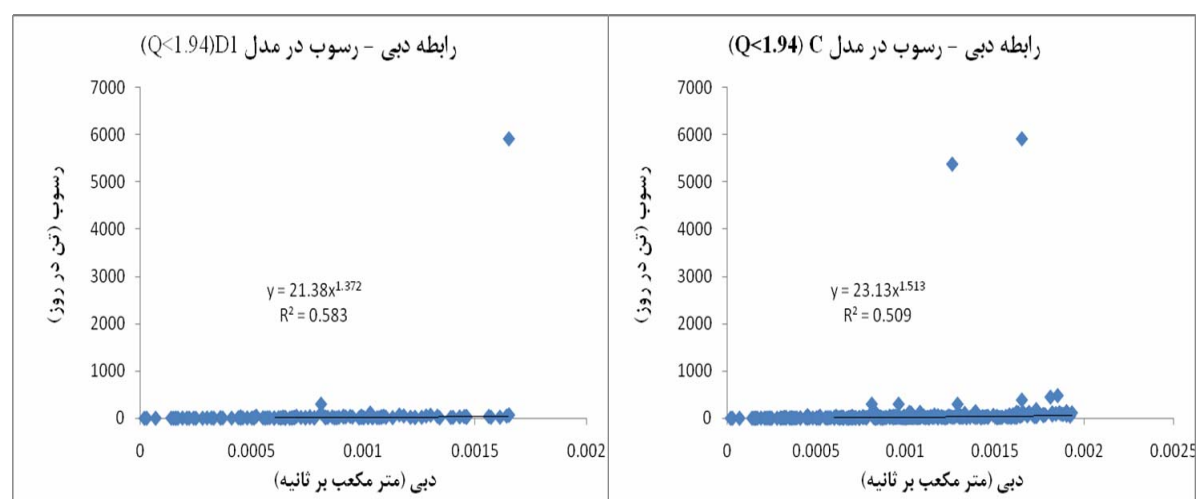 رابطه دبی – رسوب در مدل D1(Q<1.94)
7000
6000
5000
4000
3000
2000
1000
0
رسوب (تن در روز)
y = 21.38x^1.372
R² = 0.583
0 0.0005 0.001 0.0015 0.002
دبی (متر مکعب بر ثانیه)
رابطه دبی – رسوب در مدل C (Q<1.94)
7000
6000
5000
4000
3000
2000
1000
0
رسوب (تن در روز)
y = 23.13x^1.513
R² = 0.509
0 0.0005 0.001 0.0015 0.002 0.0025
دبی (متر مکعب بر ثانیه)